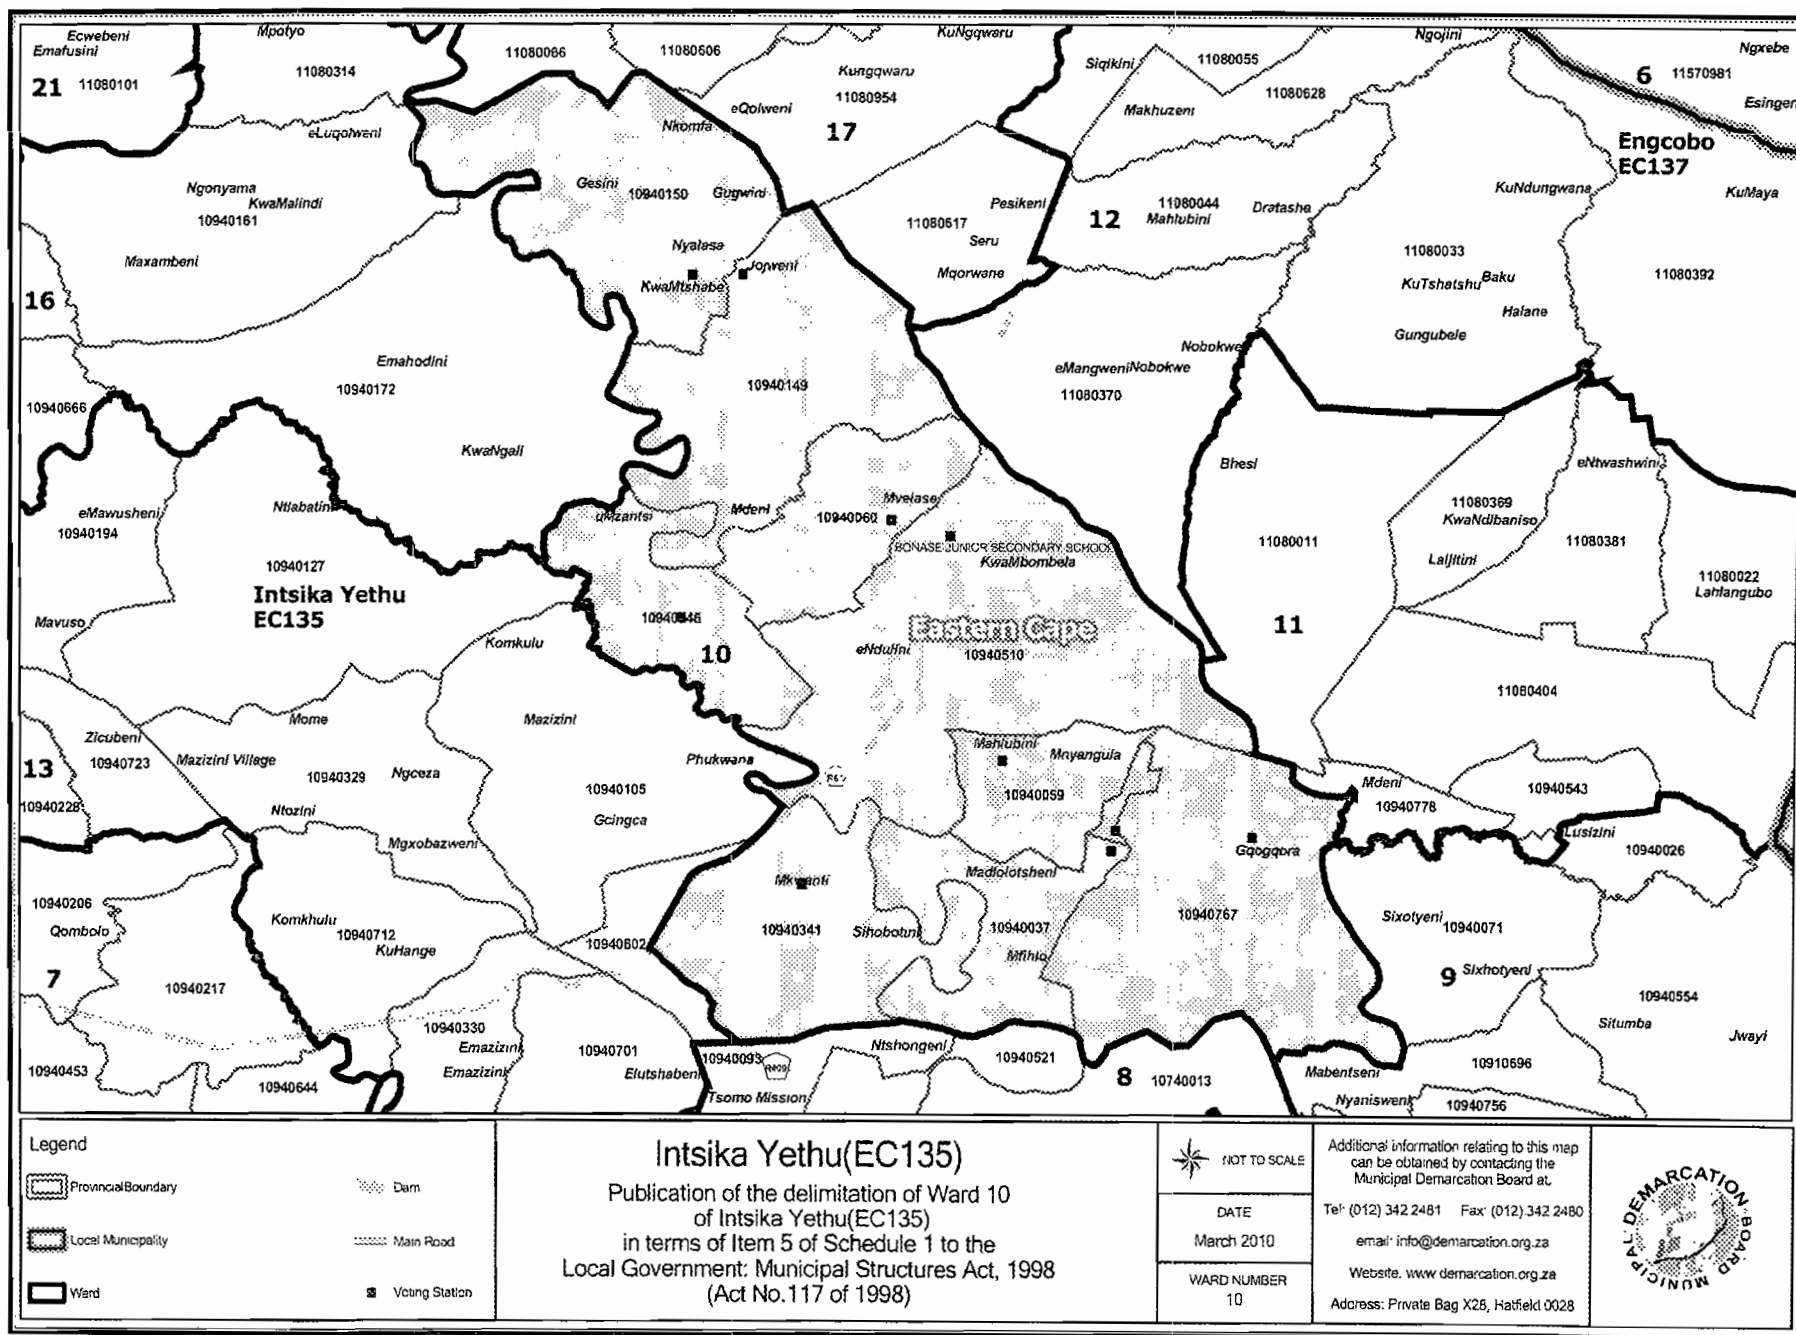 Ecwebeni
Emafusini
21
11080101
Mpotyo
11080314
11080066
11080606
KuNgqwaru
Kungqwaru
11080954
eQolweni
17
Nkomfa
Siqikini
11080055
Makhuzeni
11080628
Ngojini
6
Ngxebe
11570981
Engcobo
EC137
KuMaya
KuNdungwana
eLuqolweni
Ngonyama
KwaMalindi
10940161
Maxambeni
Gesini
10940150
Gugwini
Nyalasa
Jojweni
KwaMtshabe
11080617
Pesikeni
Seru
Mqorwane
12
11080044
Mahlubini
Dratashe
11080033
KuTshatshu
Baku
Halane
Gungubele
11080392
16
Emahodini
10940172
10940666
KwaNgali
10940149
eMangweni
Nobokwe
Nobokwe
11080370
Bhesi
11080011
11
11080369
KwaNdibaniso
Laljitini
eNtwashwini
11080381
11080022
Lahlangubo
eMawusheni
10940194
Ntlabatini
10940127
Intsika Yethu
EC135
Mavuso
uMzantsi
Mdeni
10940060
Mvelase
BONASE JUNIOR SECONDARY SCHOOL
KwaMbombela
Eastern Cape
10940510
eNdulini
10
Komkulu
Mazizini
Mome
Zicubeni
10940723
Mazizini Village
10940329
Ngceza
13
10940228
Ntozini
Mgxobazweni
10940105
Gcingca
Phukwana
Mahlubini
Mnyangula
10940059
11080404
Mdeni
10940778
10940543
Lusizini
10940026
Gqogqora
Madlolotsheni
10940341
Sihobotini
10940037
Mfihlo
10940767
10940206
Qombolo
7
10940217
Komkhulu
10940712
KuHange
10940602
Sixotyeni
10940071
9
Sixhotyeni
10940554
Situmba
Jwayi
10940453
10940644
10940330
Emazizini
Emazizini
10940701
Elutshabeni
10940093
R409
Tsomo Mission
Ntshongeni
10940521
8
10740013
Mabentseni
Nyanisweni
10910696
10940756
Legend
Provincial Boundary
Local Municipality
Ward
Dam
Main Road
Voting Station
Intsika Yethu(EC135)
Publication of the delimitation of Ward 10
of Intsika Yethu(EC135)
in terms of Item 5 of Schedule 1 to the
Local Government: Municipal Structures Act, 1998
(Act No.117 of 1998)
NOT TO SCALE
DATE
March 2010
WARD NUMBER
10
Additional information relating to this map
can be obtained by contacting the
Municipal Demarcation Board at.
Tel: (012) 342 2481 Fax: (012) 342 2480
email: info@demarcation.org.za
Website. www demarcation.org.za
Address: Private Bag X28, Hatfield 0028
MUNICIPAL DEMARCATION BOARD